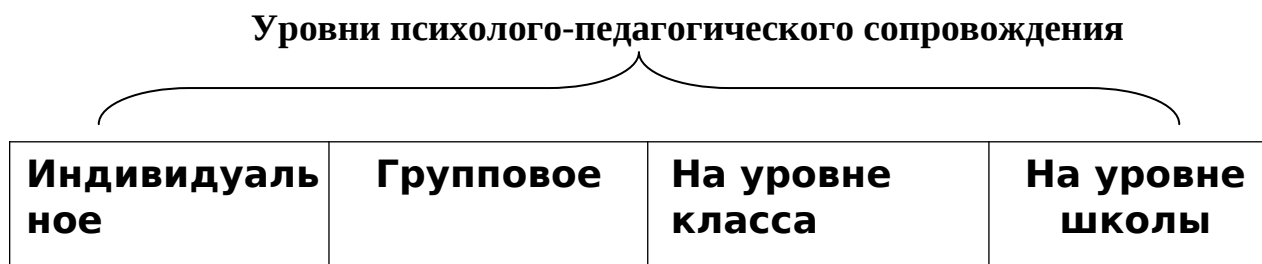 Уровни психолого-педагогического сопровождения
Индивидуаль
ное
Групповое
На уровне
класса
На уровне
школы